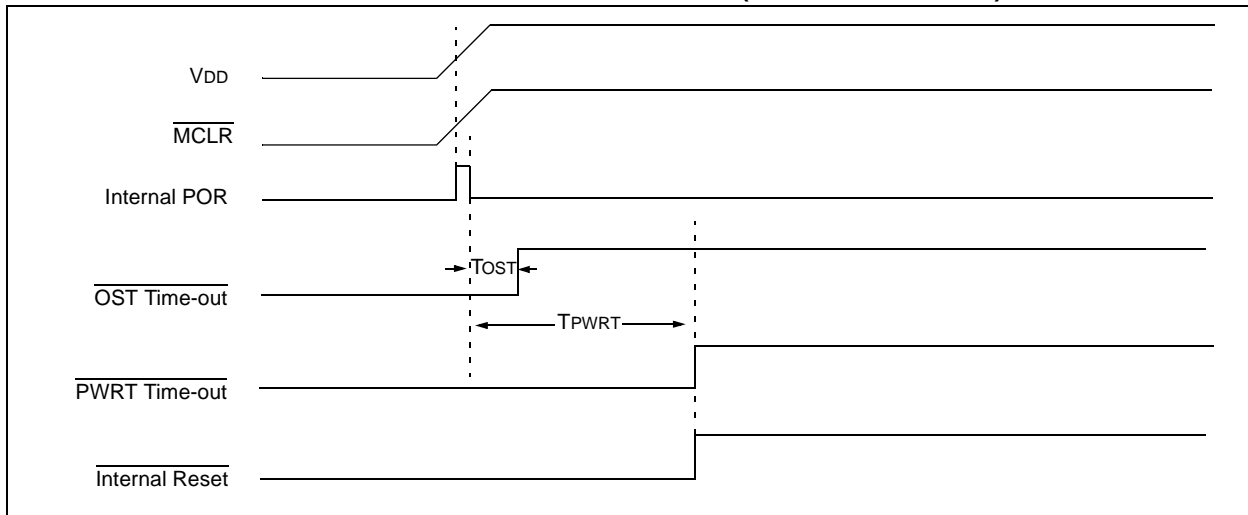 VDD
MCLR
Internal POR
TOST
OST Time-out
TPWRT
PWRT Time-out
Internal Reset